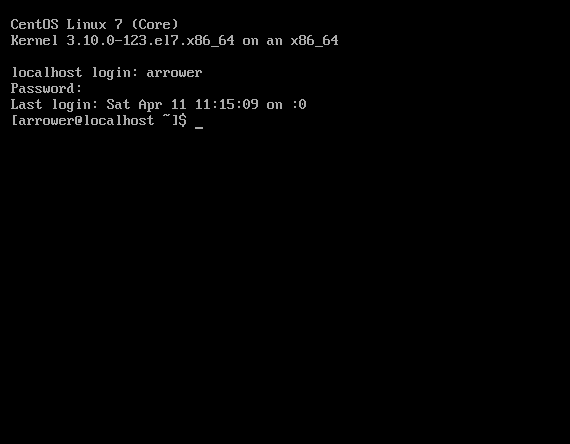 CentOS Linux 7 (Core)
Kernel 3.10.0-123.el7.x86_64 on an x86_64
localhost login: arrower
Password:
Last login: Sat Apr 11 11:15:09 on :0
[arrower@localhost ~]$ _